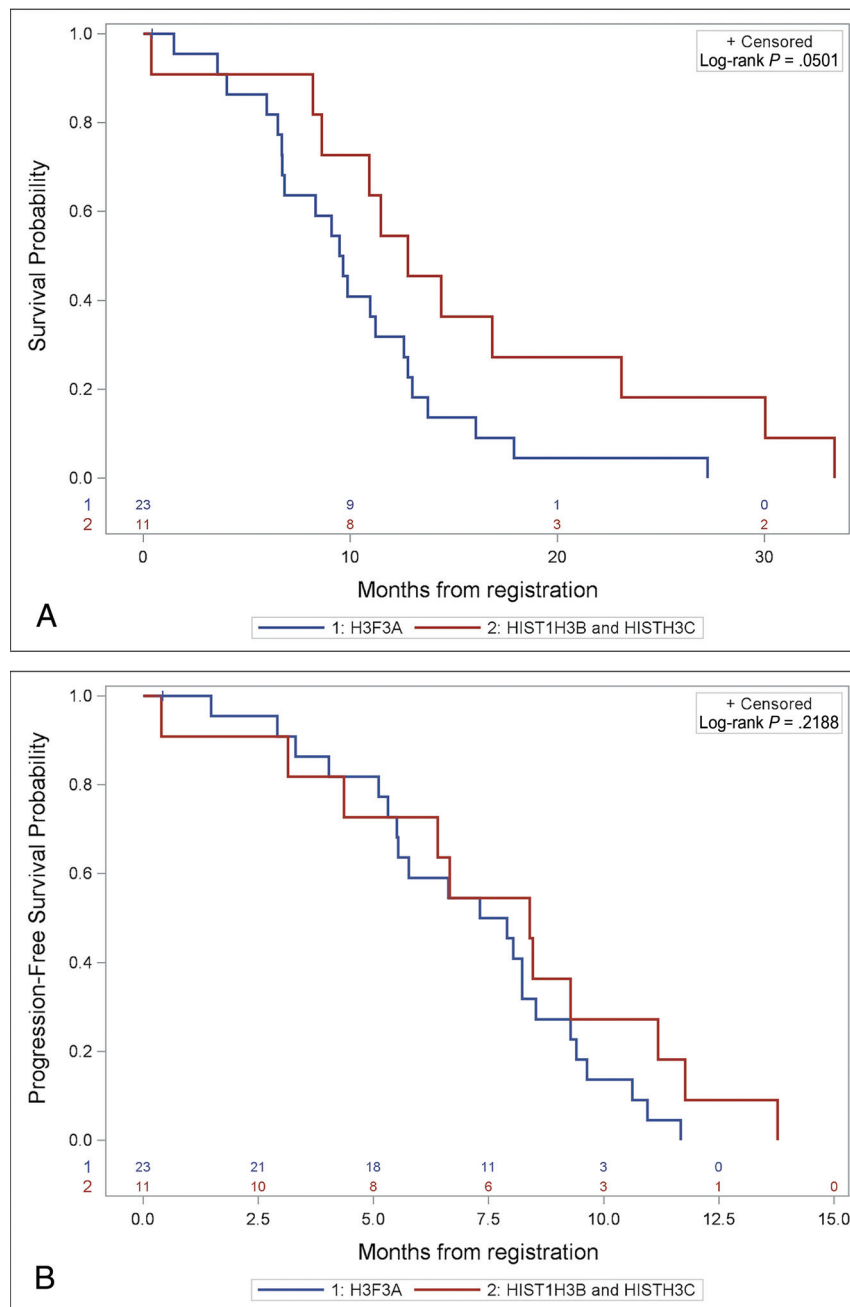 1.0
+ Censored
Log-rank P = .0501
0.8
0.6
0.4
0.2
0.0
Survival Probability
1 23 9 1 0
2 11 8 3 2
0 10 20 30
Months from registration
A
1: H3F3A 2: HIST1H3B and HISTH3C
1.0
+ Censored
Log-rank P = .2188
0.8
0.6
0.4
0.2
0.0
Progression-Free Survival Probability
1 23 21 18 11 3 0
2 11 10 8 6 3 1 0
0.0 2.5 5.0 7.5 10.0 12.5 15.0
Months from registration
B
1: H3F3A 2: HIST1H3B and HISTH3C